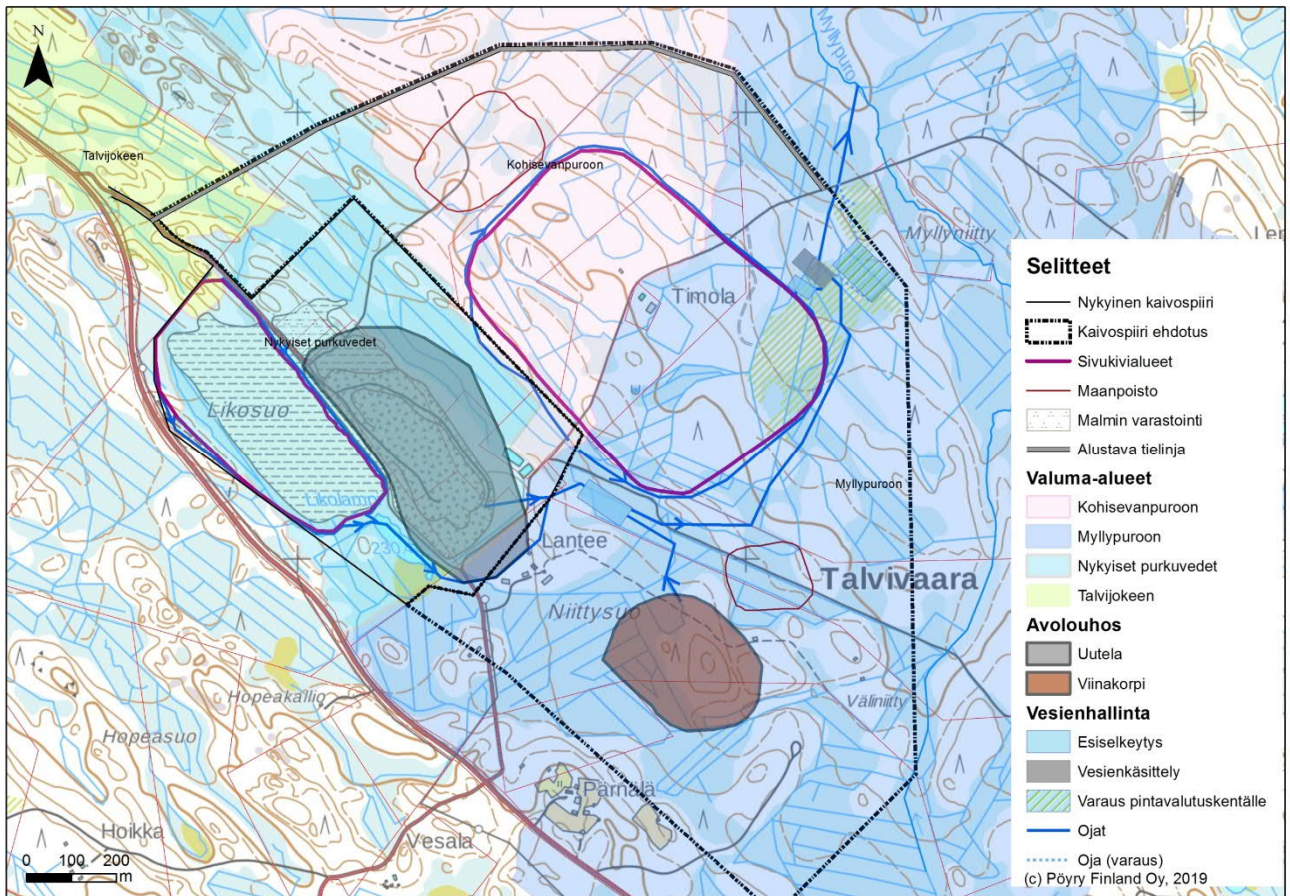 N
Myllypuro
Talvijokeen
Kohisevanpuroon
Myllyniitty
Timola
Nykyiset purkuvedet
Likosuo
Likolampi
Myllypuroon
230
Lantee
Talvivaara
Niittysuo
Hopeakallio
Väliniitty
Hopeasuo
Pärnälä
Hoikka
Vesala
0 100 200
m
Selitteet
Nykyinen kaivospiiri
Kaivospiiri ehdotus
Sivukivialueet
Maanpoisto
Malmin varastointi
Alustava tielinja
Valuma-alueet
Kohisevanpuroon
Myllypuroon
Nykyiset purkuvedet
Talvijokeen
Avolouhos
Uutela
Viinakorpi
Vesienhallinta
Esiselkeytys
Vesienkäsittely
Varaus pintavalutuskentälle
Ojat
Oja (varaus)
(c) Pöyry Finland Oy, 2019